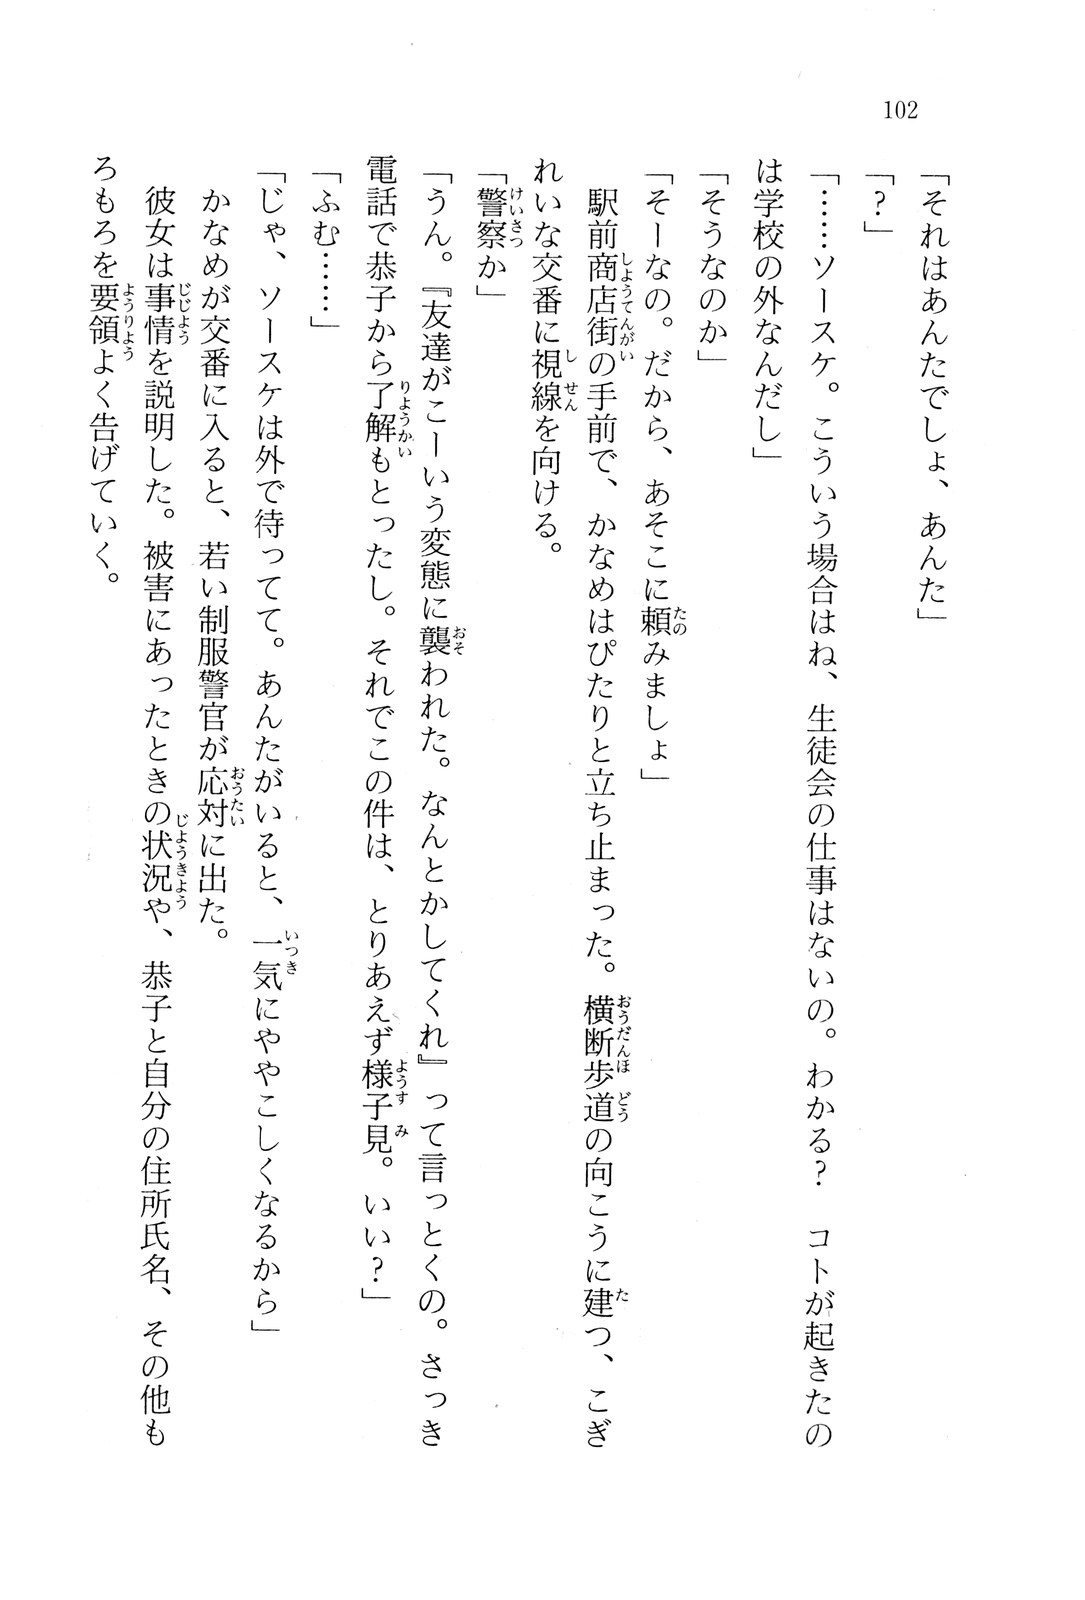 102
「それはあんたでしょ、あんた」
「?」
「……ソースケ。こういう場合はね、生徒会の仕事はないの。わかる?　コトが起きたの
は学校の外なんだし」
「そうなのか」
「そーなの。だから、あそこに頼みましょ」
駅前商店街の手前で、かなめはぴたりと立ち止まった。横断歩道の向こうに建つ、こぎ
れいな交番に視線を向ける。
「警察か」
「うん。『友達がこーいう変態に襲われた。なんとかしてくれ』って言っとくの。さっき
電話で恭子から了解もとったし。それでこの件は、とりあえず様子見。いい?」
「ふむ……」
「じゃ、ソースケは外で待ってて。あんたがいると、一気にややこしくなるから」
かなめが交番に入ると、若い制服警官が応対に出た。
彼女は事情を説明した。被害にあったときの状況や、恭子と自分の住所氏名、その他も
ろもろを要領よく告げていく。